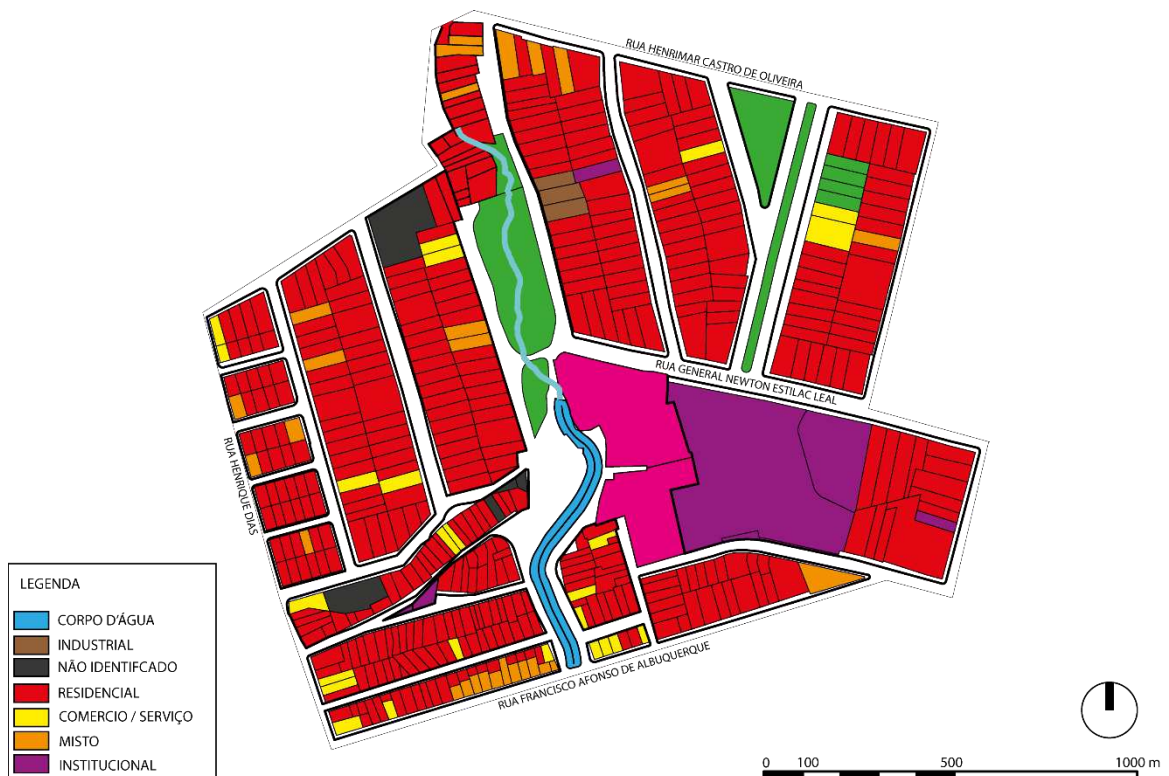 RUA HENRIMAR CASTRO DE OLIVEIRA
RUA GENERAL NEWTON ESTILAC LEAL
RUA HENRIQUE DIAS
RUA FRANCISCO AFONSO DE ALBUQUERQUE
LEGENDA
CORPO D'ÁGUA
INDUSTRIAL
NÃO IDENTIFCADO
RESIDENCIAL
COMERCIO / SERVIÇO
MISTO
INSTITUCIONAL
0 100 500 1000 m